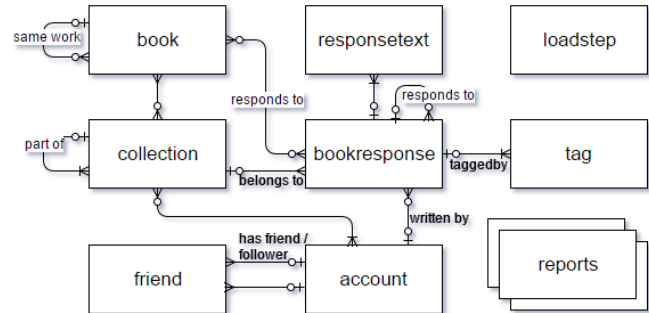 book
responsetext
loadstep
same work
responds to
responds to
part of
collection
bookresponse
tag
belongs to
taggedby
written by
has friend /
follower
friend
account
reports